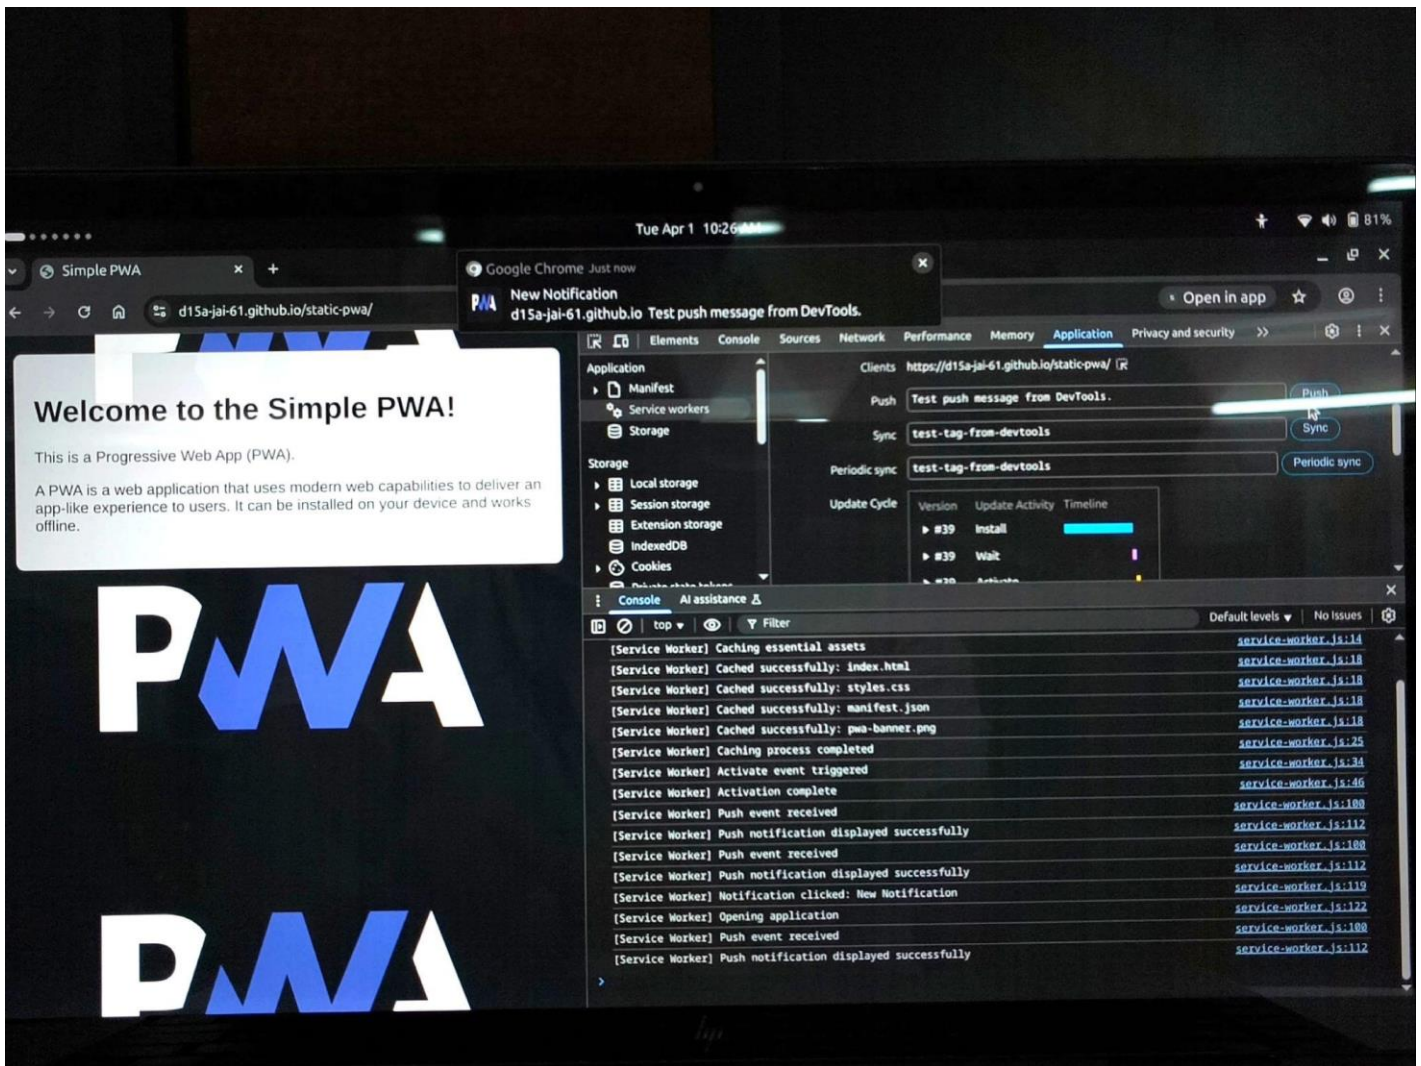 Tue Apr 1 10:26 AM
81%
Simple PWA
Google Chrome Just now
New Notification
d15a-jai-61.github.io Test push message from DevTools.
PWA
d15a-jai-61.github.io/static-pwa/
Open in app
Welcome to the Simple PWA!
This is a Progressive Web App (PWA).
A PWA is a web application that uses modern web capabilities to deliver an
app-like experience to users. It can be installed on your device and works
offline.
PWA
PWA
Elements Console Sources Network Performance Memory Application Privacy and security
Application
Manifest
Service workers
Storage
Storage
Local storage
Session storage
Extension storage
IndexedDB
Cookies
Private state tokens
Clients https://d15a-jai-61.github.io/static-pwa/
Push Test push message from DevTools. Push
Sync test-tag-from-devtools Sync
Periodic sync test-tag-from-devtools Periodic sync
Update Cycle Version Update Activity Timeline
#39 Install
#39 Wait
#39 Activate
Console AI assistance
top Filter Default levels No Issues
[Service Worker] Caching essential assets service-worker.js:14
[Service Worker] Cached successfully: index.html service-worker.js:18
[Service Worker] Cached successfully: styles.css service-worker.js:18
[Service Worker] Cached successfully: manifest.json service-worker.js:18
[Service Worker] Cached successfully: pwa-banner.png service-worker.js:18
[Service Worker] Caching process completed service-worker.js:25
[Service Worker] Activate event triggered service-worker.js:34
[Service Worker] Activation complete service-worker.js:46
[Service Worker] Push event received service-worker.js:100
[Service Worker] Push notification displayed successfully service-worker.js:112
[Service Worker] Push event received service-worker.js:100
[Service Worker] Push notification displayed successfully service-worker.js:112
[Service Worker] Notification clicked: New Notification service-worker.js:119
[Service Worker] Opening application service-worker.js:122
[Service Worker] Push event received service-worker.js:100
[Service Worker] Push notification displayed successfully service-worker.js:112
hp